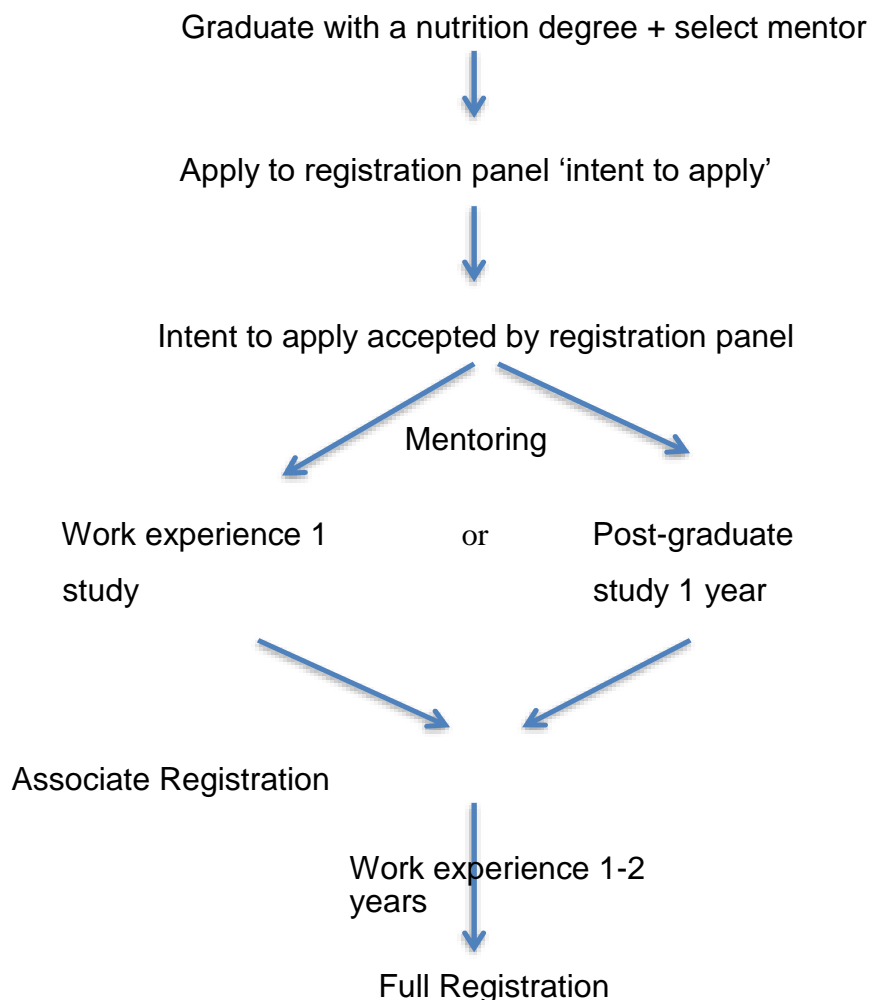 Graduate with a nutrition degree + select mentor
Apply to registration panel ‘intent to apply’
Intent to apply accepted by registration panel
Mentoring
Work experience 1
study
or
Post-graduate
study 1 year
Associate Registration
Work experience 1-2
years
Full Registration